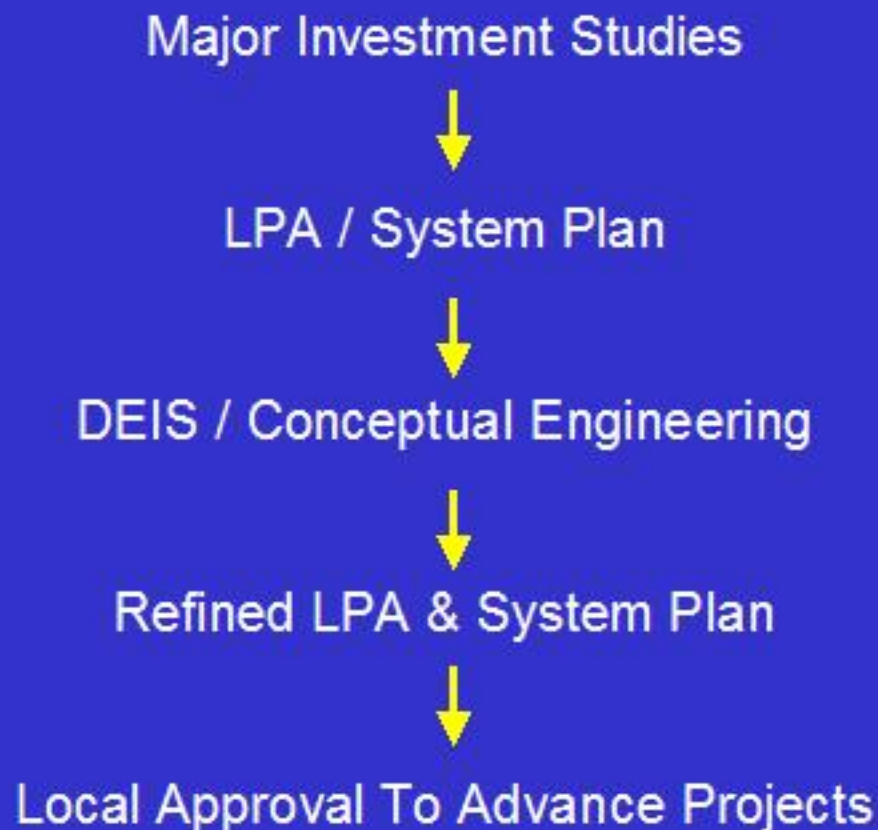 Major Investment Studies
LPA / System Plan
DEIS / Conceptual Engineering
Refined LPA & System Plan
Local Approval To Advance Projects